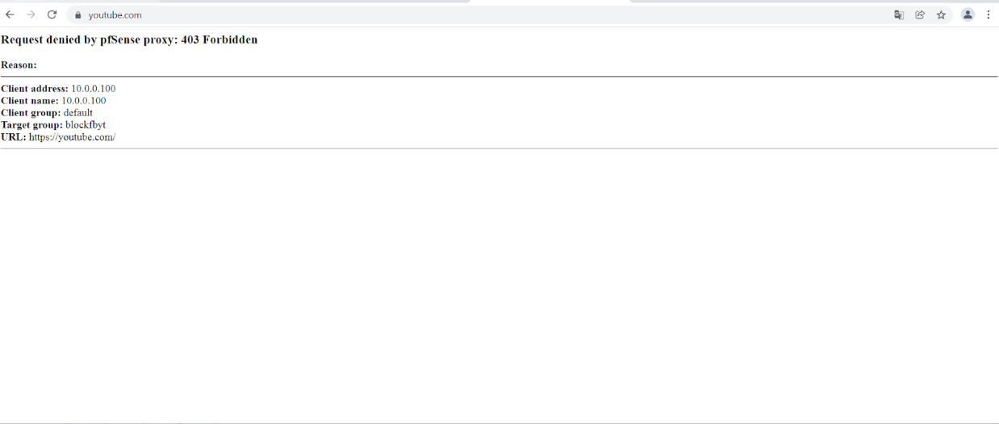 youtube.com
Request denied by pfSense proxy: 403 Forbidden
Reason:
Client address: 10.0.0.100
Client name: 10.0.0.100
Client group: default
Target group: blockfbyt
URL: https://youtube.com/